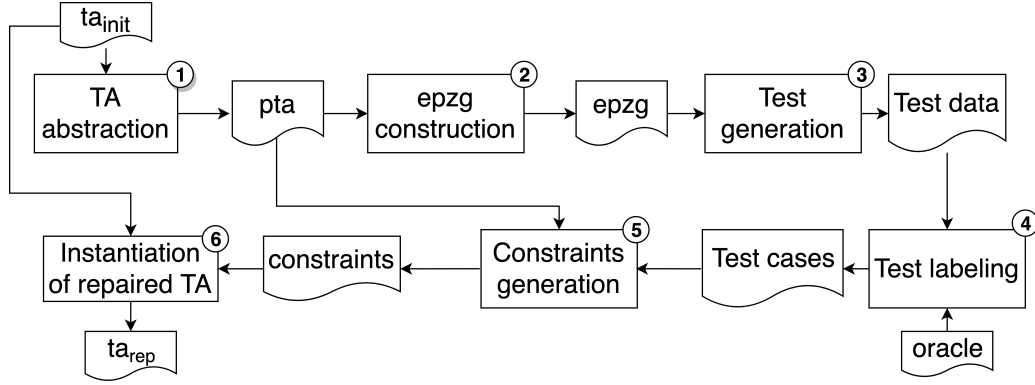 ta_init
1
TA
abstraction
pta
2
epzg
construction
epzg
3
Test
generation
Test data
6
Instantiation
of repaired TA
constraints
5
Constraints
generation
Test cases
4
Test labeling
ta_rep
oracle